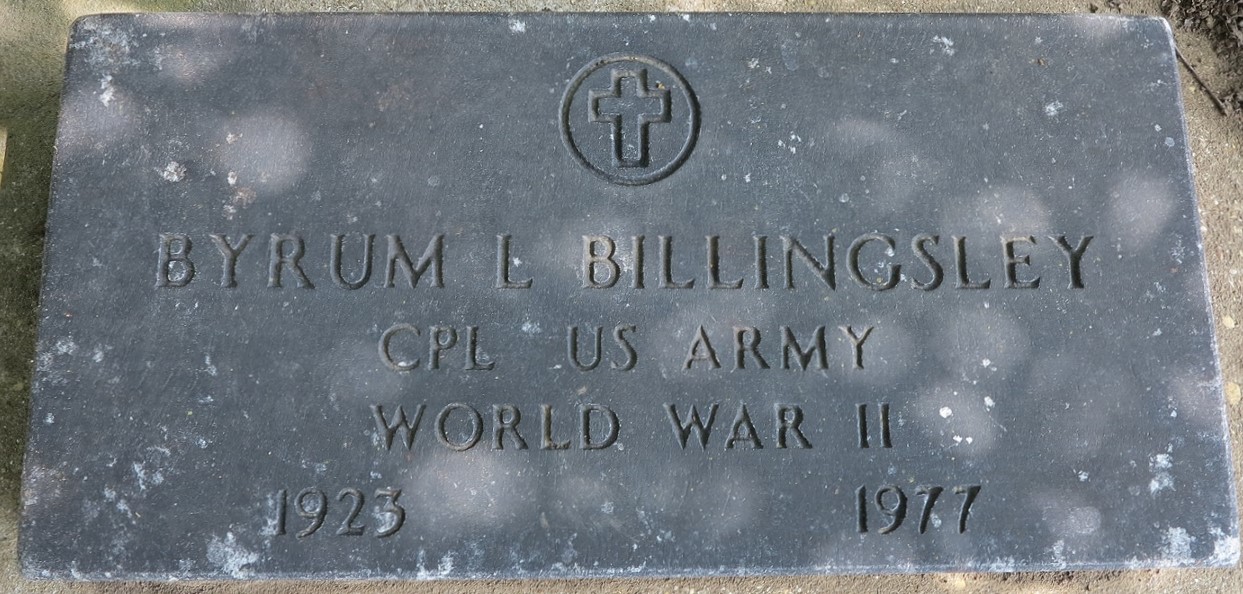 BYRUM L BILLINGSLEY
CPL US ARMY
WORLD WAR II
1923 1977